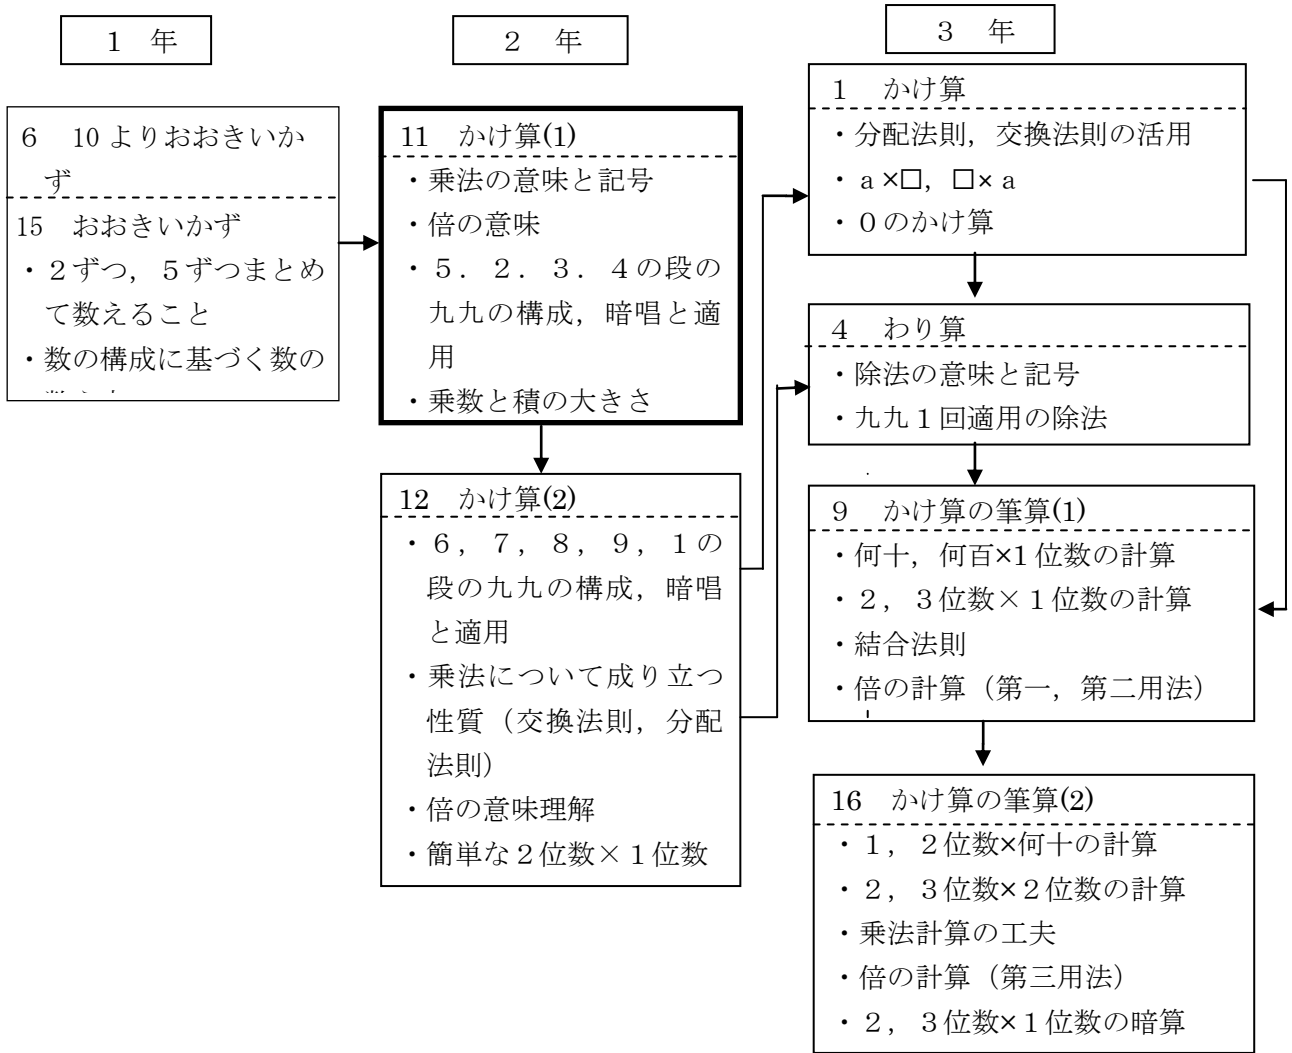 1 年
6 10よりおおきいか
ず
15 おおきいかず
・2ずつ，5ずつまとめ
て数えること
・数の構成に基づく数の
2 年
11 かけ算(1)
・乗法の意味と記号
・倍の意味
・5．2．3．4の段の
九九の構成，暗唱と適
用
・乗数と積の大きさ
12 かけ算(2)
・6，7，8，9，1の
段の九九の構成，暗唱
と適用
・乗法について成り立つ
性質（交換法則，分配
法則）
・倍の意味理解
・簡単な2位数×1位数
3 年
1 かけ算
・分配法則，交換法則の活用
・a×□，□×a
・0のかけ算
4 わり算
・除法の意味と記号
・九九1回適用の除法
9 かけ算の筆算(1)
・何十，何百×1位数の計算
・2，3位数×1位数の計算
・結合法則
・倍の計算（第一，第二用法）
16 かけ算の筆算(2)
・1，2位数×何十の計算
・2，3位数×2位数の計算
・乗法計算の工夫
・倍の計算（第三用法）
・2，3位数×1位数の暗算